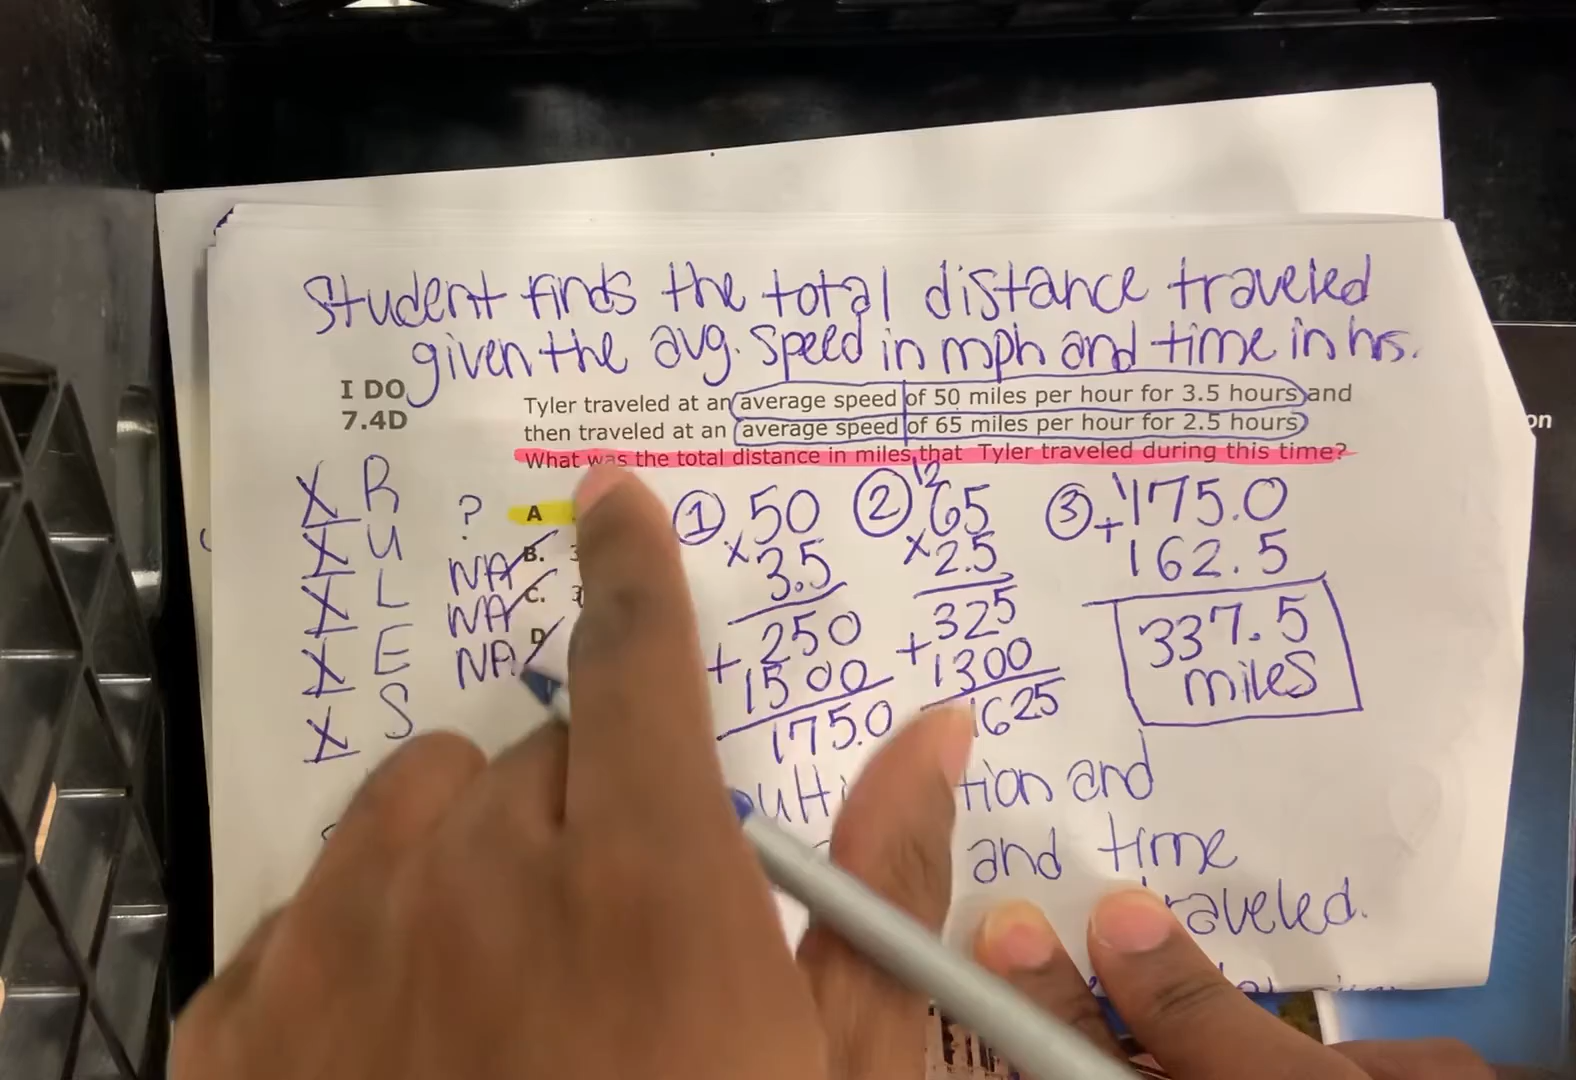 Student finds the total distance traveled
given the avg. speed in mph and time in hrs.
I DO
7.4D
Tyler traveled at an average speed of 50 miles per hour for 3.5 hours and
then traveled at an average speed of 65 miles per hour for 2.5 hours
What was the total distance in miles that Tyler traveled during this time?
X R
X U
X L
X E
X S
? A
NA B.
NA C.
NA D
① 50
x 3.5
250
+ 1500
175.0
② 12
65
x 2.5
325
+ 1300
1625
③ 1
175.0
+ 162.5
337.5
miles
and
and time
traveled.
on